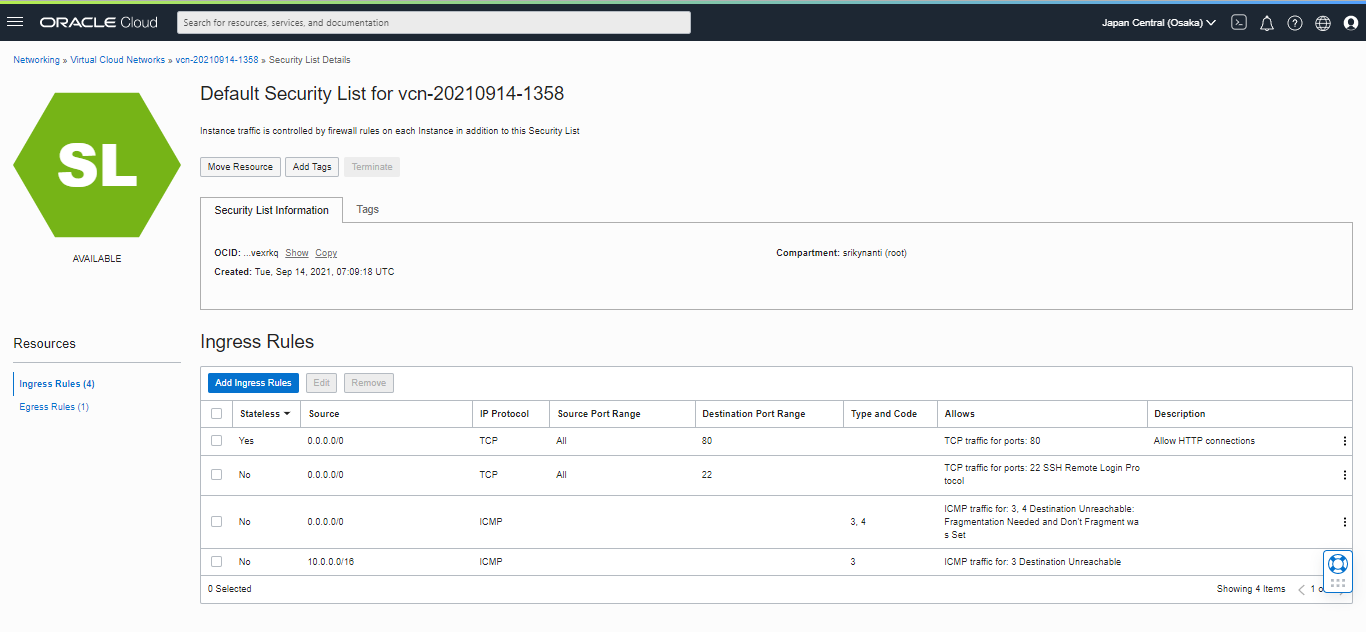 ORACLE Cloud
Search for resources, services, and documentation
Japan Central (Osaka)
Networking » Virtual Cloud Networks » vcn-20210914-1358 » Security List Details
SL
AVAILABLE
Default Security List for vcn-20210914-1358
Instance traffic is controlled by firewall rules on each Instance in addition to this Security List
Move Resource Add Tags Terminate
Security List Information Tags
OCID: ...vexrkq Show Copy Compartment: srikynanti (root)
Created: Tue, Sep 14, 2021, 07:09:18 UTC
Resources
Ingress Rules (4)
Egress Rules (1)
Ingress Rules
Add Ingress Rules Edit Remove
Stateless Source IP Protocol Source Port Range Destination Port Range Type and Code Allows Description
Yes 0.0.0.0/0 TCP All 80 TCP traffic for ports: 80 Allow HTTP connections
No 0.0.0.0/0 TCP All 22 TCP traffic for ports: 22 SSH Remote Login Pro
tocol
No 0.0.0.0/0 ICMP 3, 4 ICMP traffic for: 3, 4 Destination Unreachable:
Fragmentation Needed and Don't Fragment wa
s Set
No 10.0.0.0/16 ICMP 3 ICMP traffic for: 3 Destination Unreachable
0 Selected Showing 4 Items 1